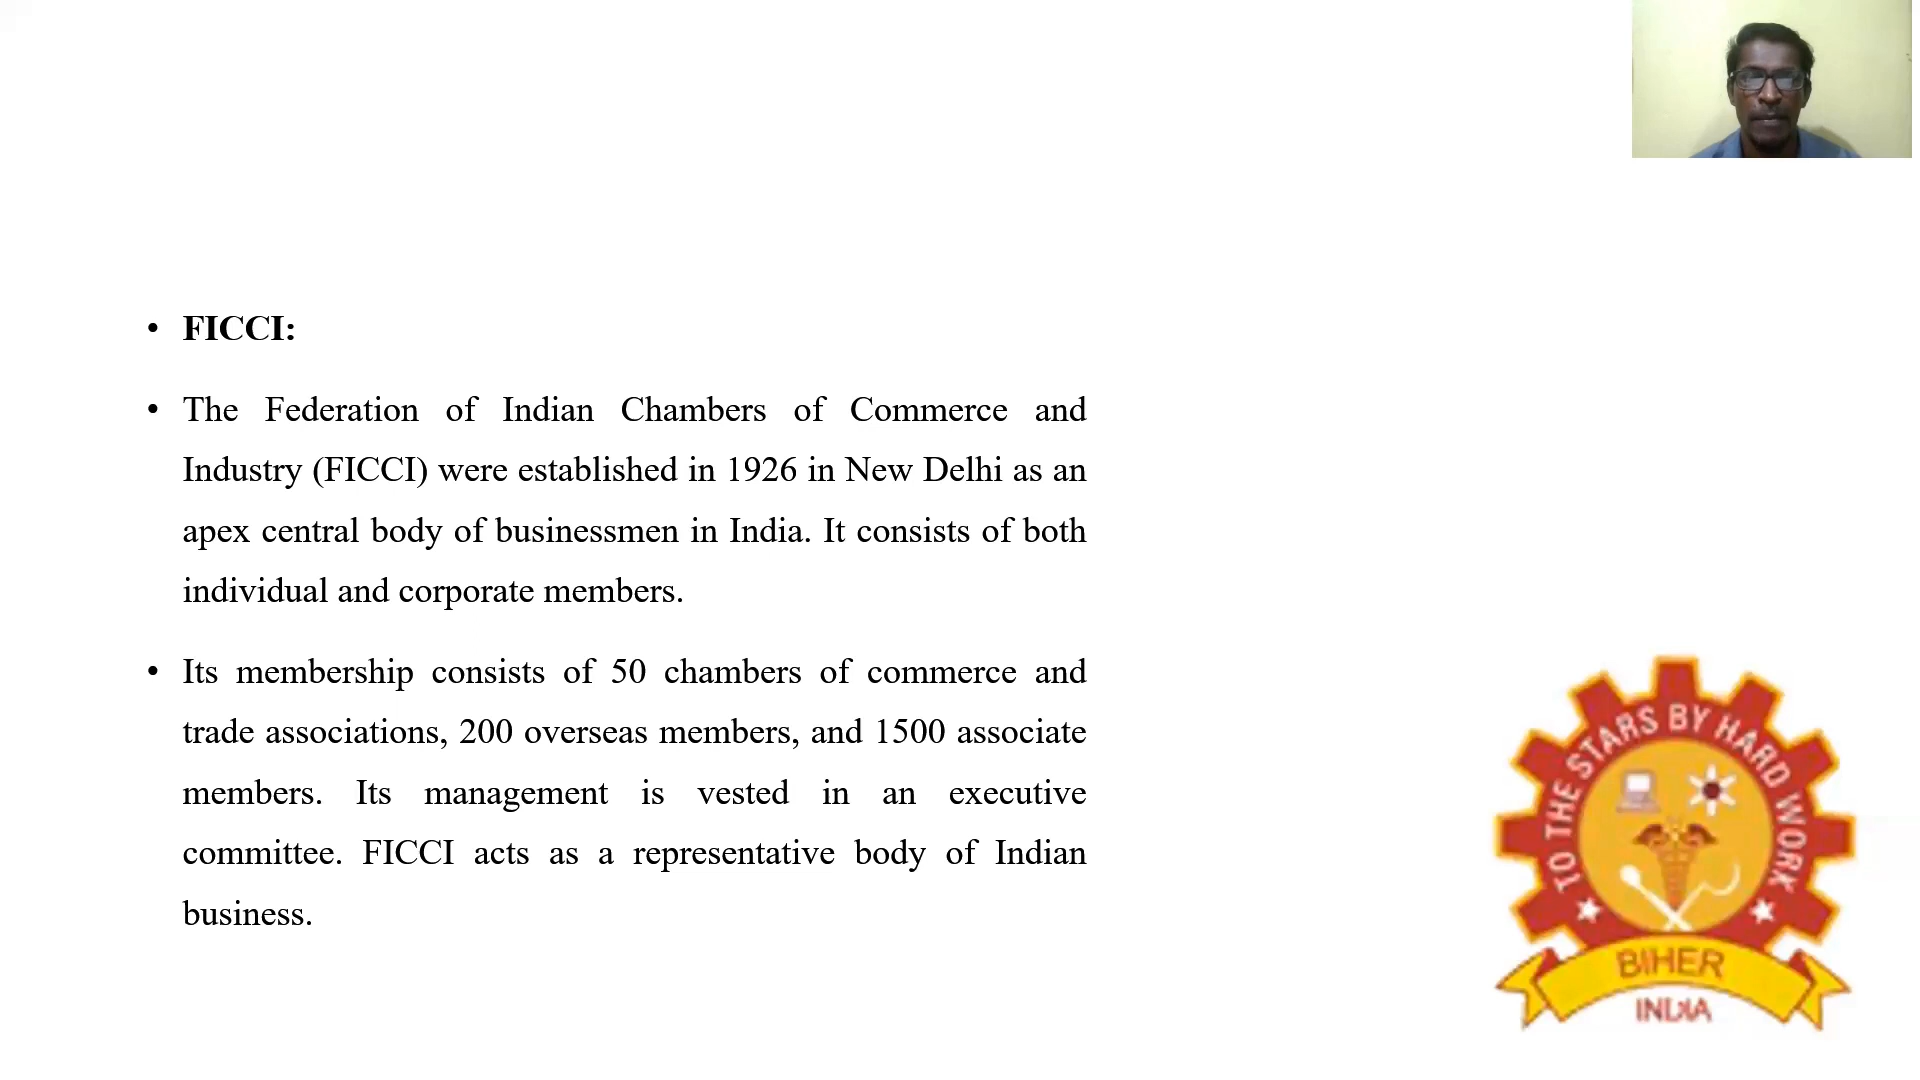 • FICCI:
• The Federation of Indian Chambers of Commerce and
Industry (FICCI) were established in 1926 in New Delhi as an
apex central body of businessmen in India. It consists of both
individual and corporate members.
• Its membership consists of 50 chambers of commerce and
trade associations, 200 overseas members, and 1500 associate
members. Its management is vested in an executive
committee. FICCI acts as a representative body of Indian
business.
TO THE STARS BY HARD WORK
BIHER
INDIA